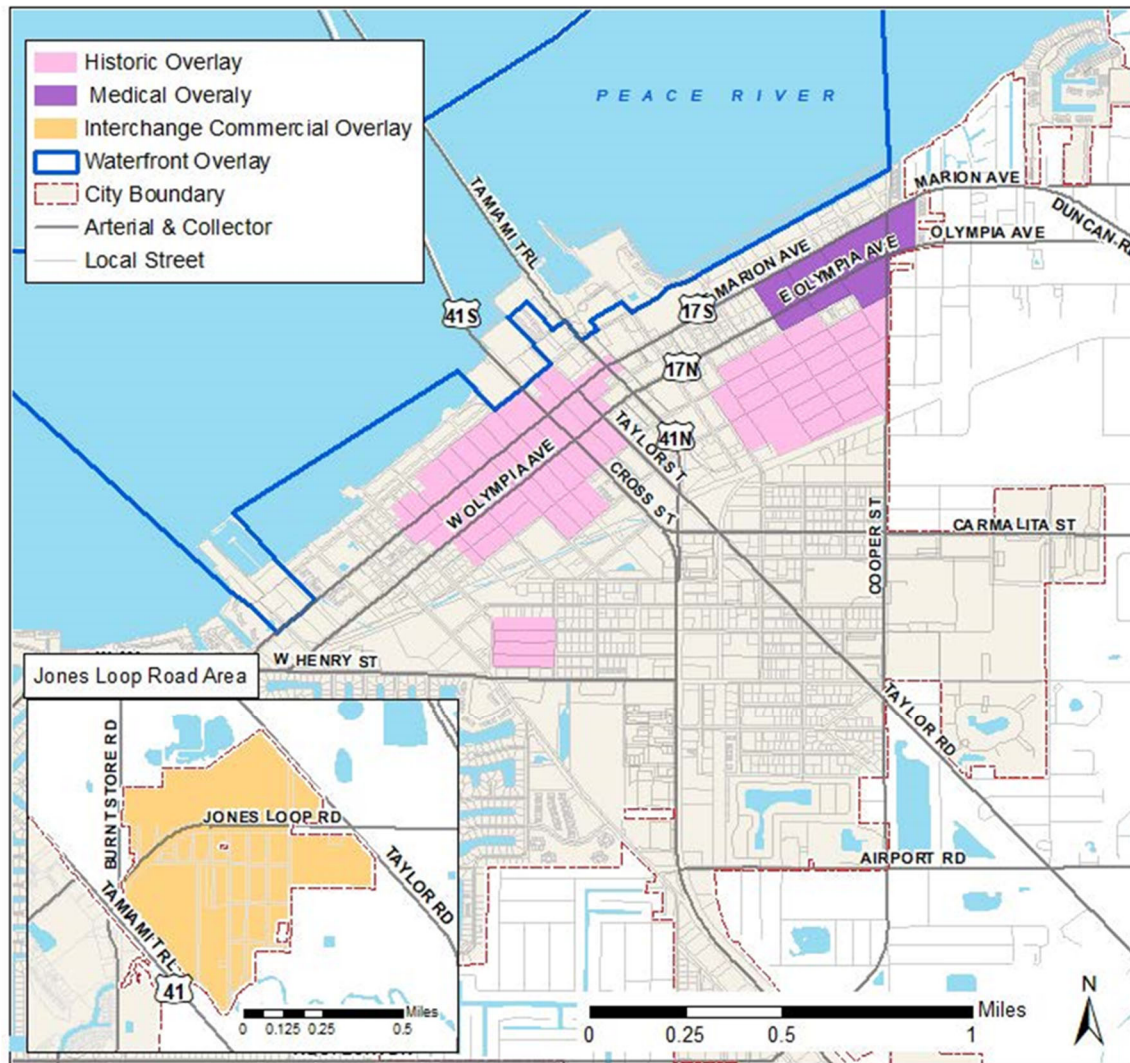 Historic Overlay
Medical Overaly
Interchange Commercial Overlay
Waterfront Overlay
City Boundary
Arterial & Collector
Local Street
PEACE RIVER
TAMIAMI TRL
MARION AVE
DUNCAN RD
OLYMPIA AVE
MARION AVE
E OLYMPIA AVE
41S
17S
17N
TAYLOR ST
41N
CROSS ST
W OLYMPIA AVE
COOPER ST
CARMALITA ST
W HENRY ST
TAYLOR RD
AIRPORT RD
Jones Loop Road Area
BURNT STORE RD
JONES LOOP RD
TAYLOR RD
TAMIAMI TRL
41
Miles
0 0.125 0.25 0.5
Miles
0 0.25 0.5 1
N